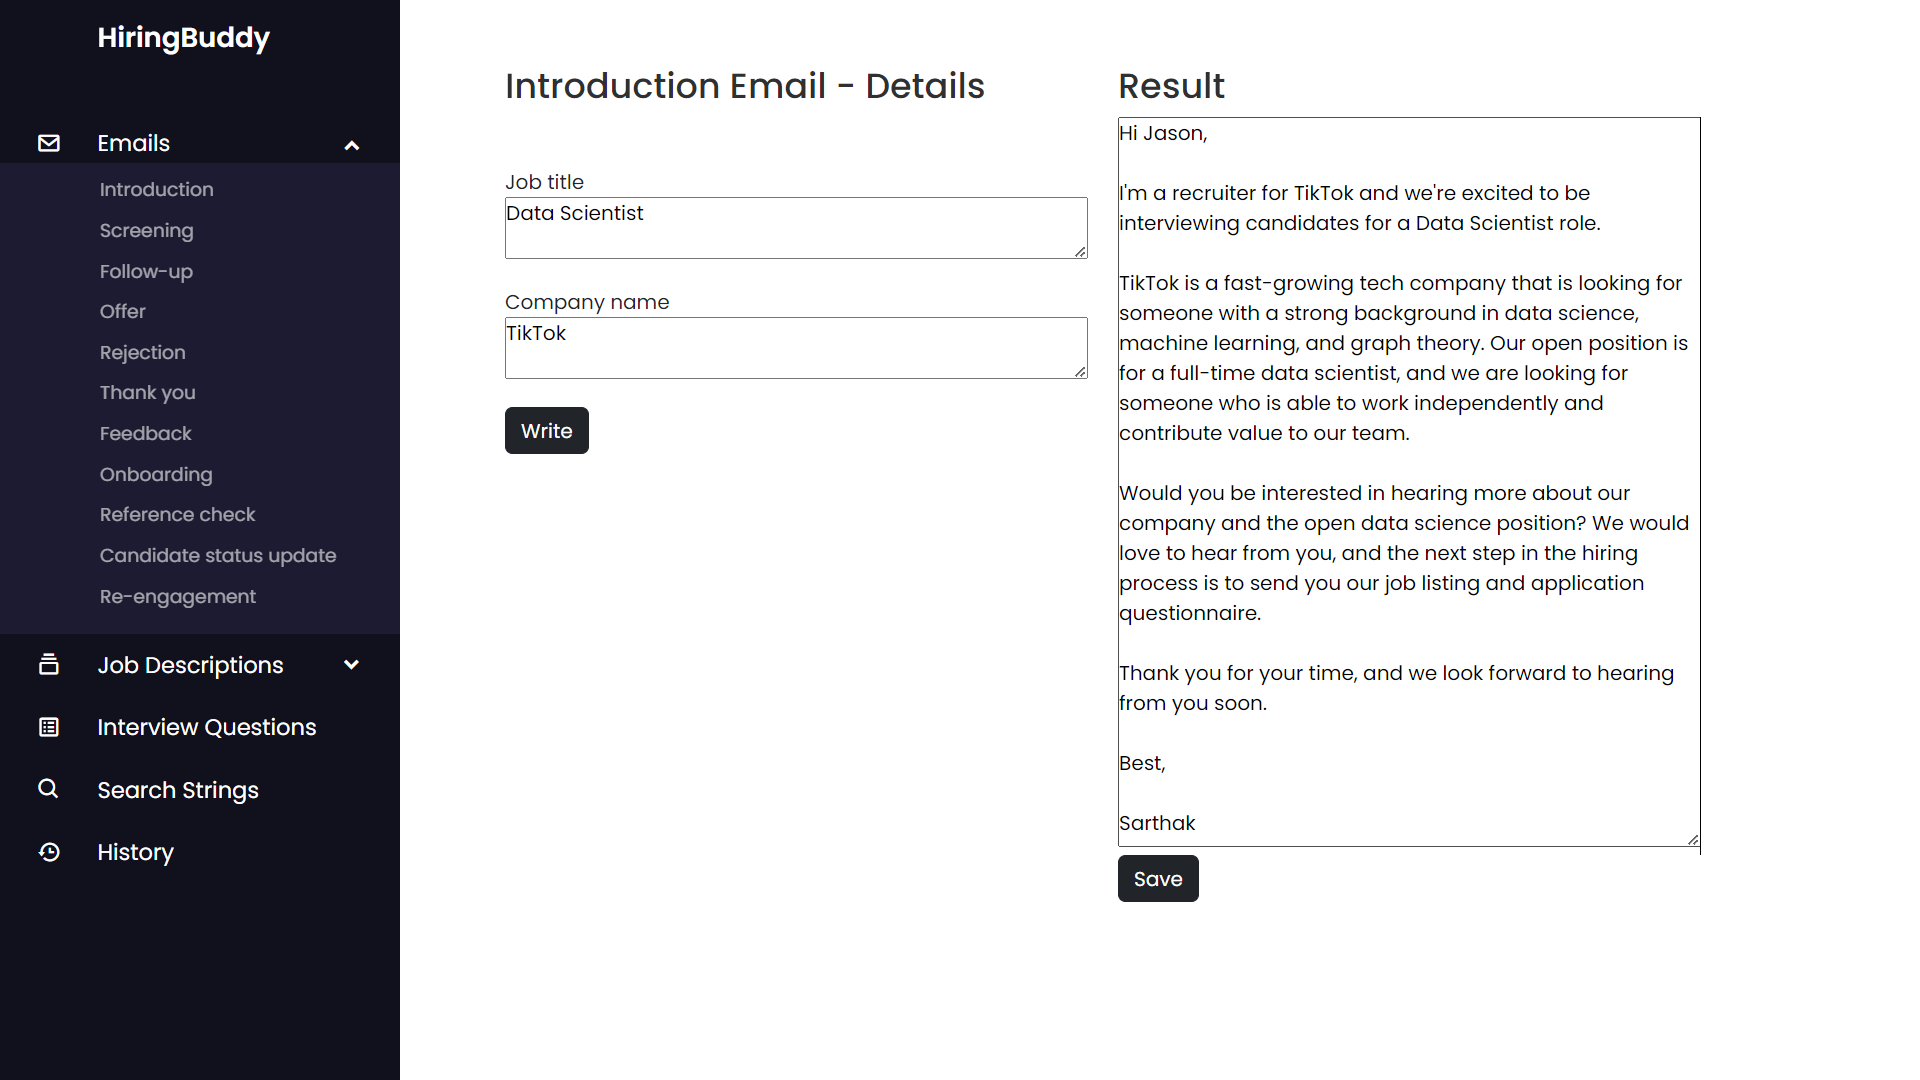 HiringBuddy
Emails
Introduction
Screening
Follow-up
Offer
Rejection
Thank you
Feedback
Onboarding
Reference check
Candidate status update
Re-engagement
Job Descriptions
Interview Questions
Search Strings
History
Introduction Email - Details
Job title
Data Scientist
Company name
TikTok
Write
Result
Hi Jason,
I'm a recruiter for TikTok and we're excited to be
interviewing candidates for a Data Scientist role.
TikTok is a fast-growing tech company that is looking for
someone with a strong background in data science,
machine learning, and graph theory. Our open position is
for a full-time data scientist, and we are looking for
someone who is able to work independently and
contribute value to our team.
Would you be interested in hearing more about our
company and the open data science position? We would
love to hear from you, and the next step in the hiring
process is to send you our job listing and application
questionnaire.
Thank you for your time, and we look forward to hearing
from you soon.
Best,
Sarthak
Save